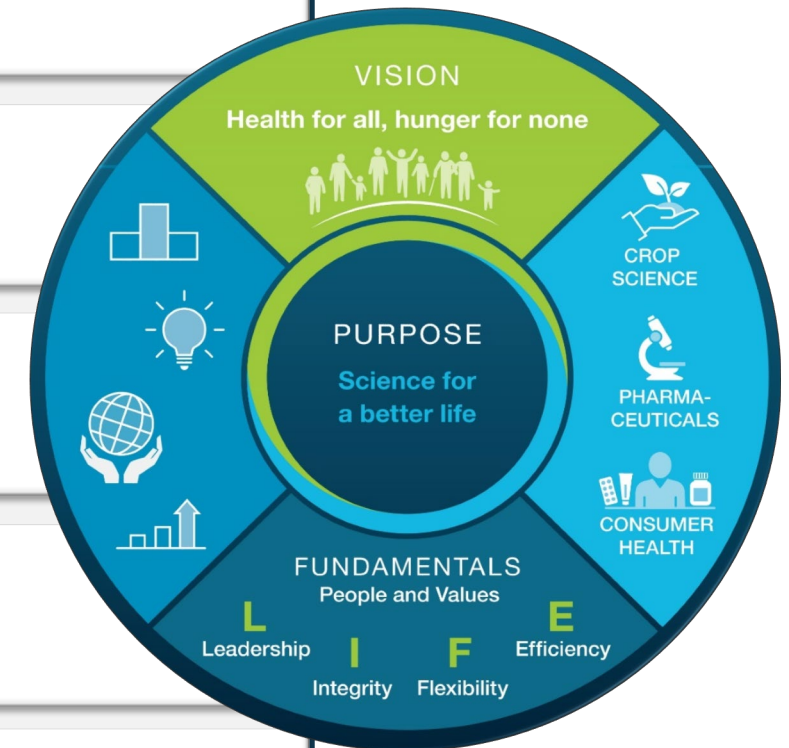 VISION
Health for all, hunger for none
CROP
SCIENCE
PHARMA-
CEUTICALS
CONSUMER
HEALTH
PURPOSE
Science for
a better life
FUNDAMENTALS
People and Values
L
Leadership
I
Integrity
F
Flexibility
E
Efficiency